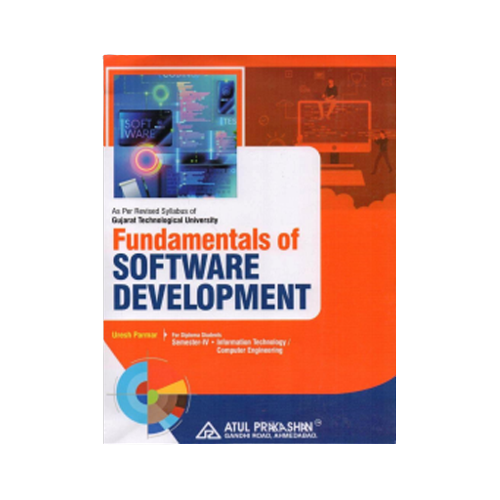 SOFT
WARE
As Per Revised Syllabus of
Gujarat Technological University
Fundamentals of
SOFTWARE
DEVELOPMENT
Uresh Parmar
For Diploma Students
Semester-IV • Information Technology /
Computer Engineering
ATUL PRAKASHAN
GANDHI ROAD, AHMEDABAD.